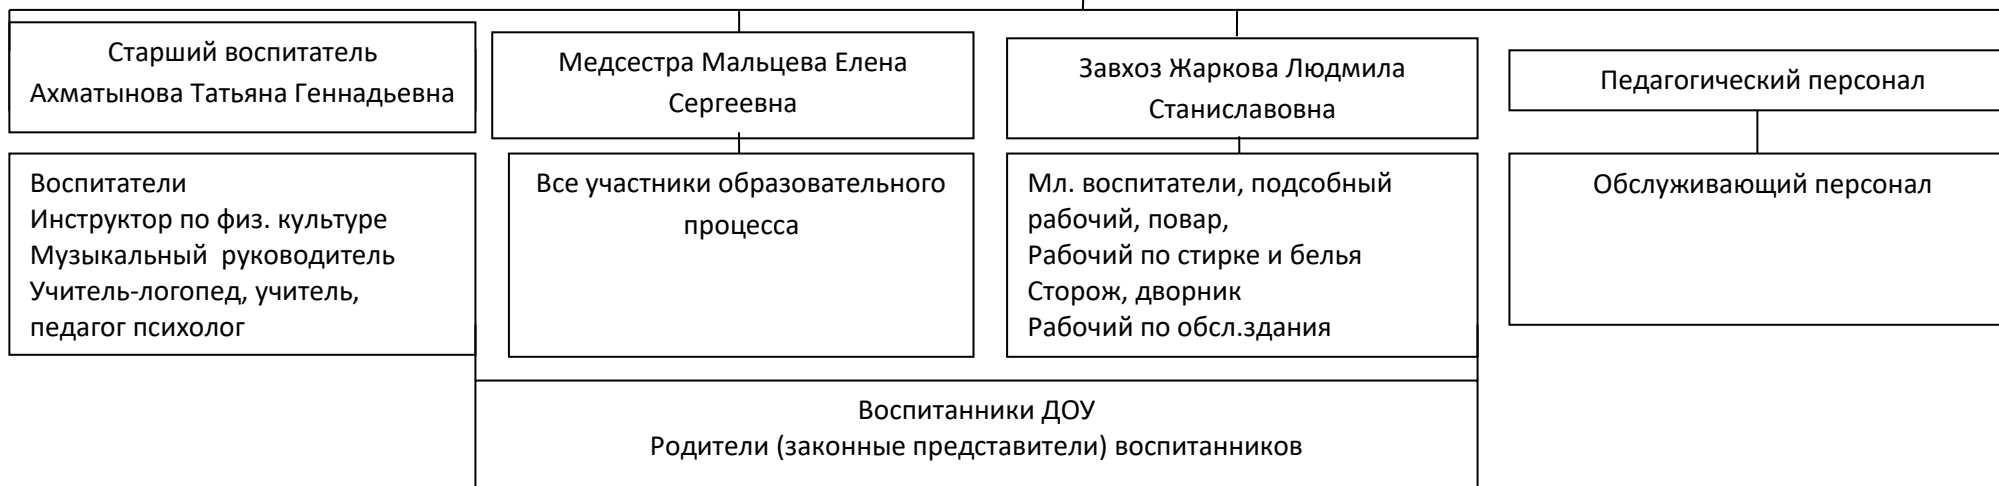 Старший воспитатель
Ахматынова Татьяна Геннадьевна
Медсестра Мальцева Елена
Сергеевна
Завхоз Жаркова Людмила
Станиславовна
Педагогический персонал
Воспитатели
Инструктор по физ. культуре
Музыкальный руководитель
Учитель-логопед, учитель,
педагог психолог
Все участники образовательного
процесса
Мл. воспитатели, подсобный
рабочий, повар,
Рабочий по стирке и белья
Сторож, дворник
Рабочий по обсл.здания
Обслуживающий персонал
Воспитанники ДОУ
Родители (законные представители) воспитанников